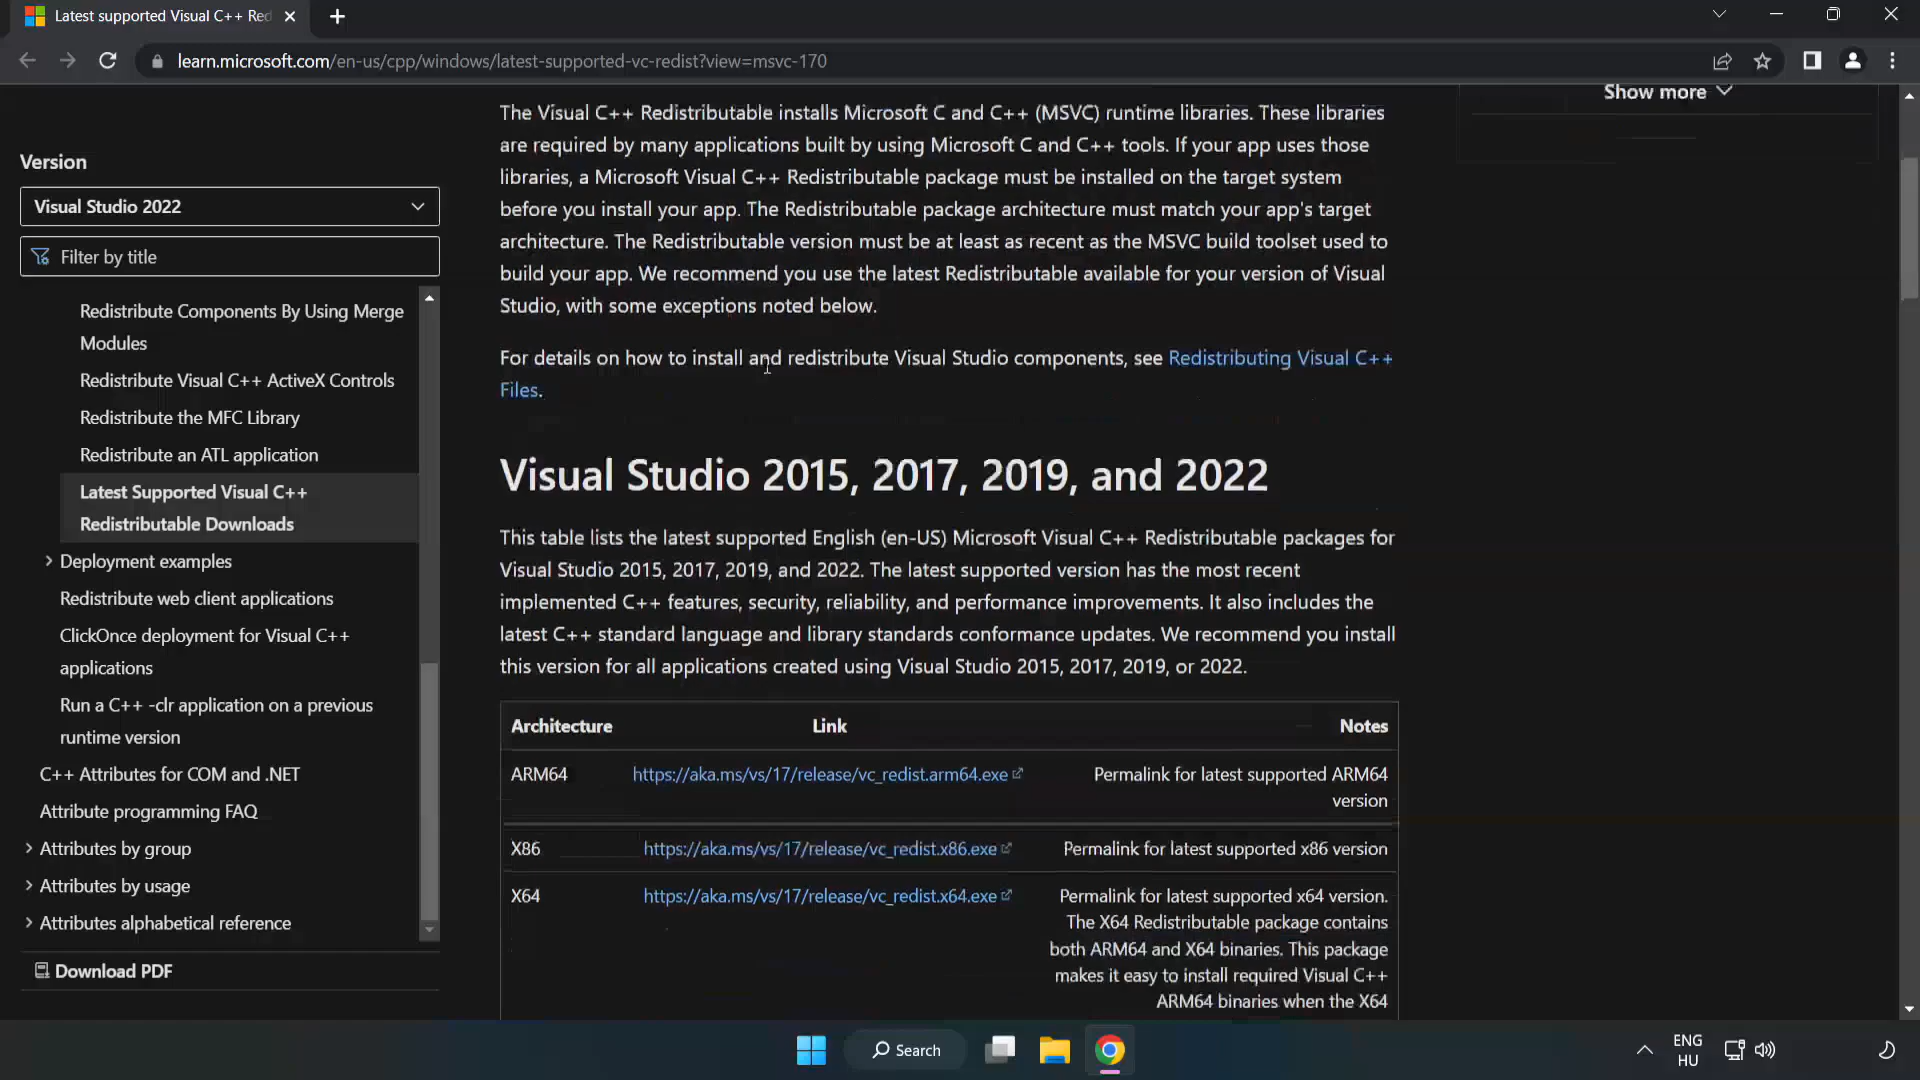 Latest supported Visual C++ Red
learn.microsoft.com/en-us/cpp/windows/latest-supported-vc-redist?view=msvc-170
Version
Visual Studio 2022
Filter by title
Redistribute Components By Using Merge
Modules
Redistribute Visual C++ ActiveX Controls
Redistribute the MFC Library
Redistribute an ATL application
Latest Supported Visual C++
Redistributable Downloads
Deployment examples
Redistribute web client applications
ClickOnce deployment for Visual C++
applications
Run a C++ -clr application on a previous
runtime version
C++ Attributes for COM and .NET
Attribute programming FAQ
Attributes by group
Attributes by usage
Attributes alphabetical reference
Download PDF
The Visual C++ Redistributable installs Microsoft C and C++ (MSVC) runtime libraries. These libraries
are required by many applications built by using Microsoft C and C++ tools. If your app uses those
libraries, a Microsoft Visual C++ Redistributable package must be installed on the target system
before you install your app. The Redistributable package architecture must match your app's target
architecture. The Redistributable version must be at least as recent as the MSVC build toolset used to
build your app. We recommend you use the latest Redistributable available for your version of Visual
Studio, with some exceptions noted below.
For details on how to install and redistribute Visual Studio components, see Redistributing Visual C++
Files.
Visual Studio 2015, 2017, 2019, and 2022
This table lists the latest supported English (en-US) Microsoft Visual C++ Redistributable packages for
Visual Studio 2015, 2017, 2019, and 2022. The latest supported version has the most recent
implemented C++ features, security, reliability, and performance improvements. It also includes the
latest C++ standard language and library standards conformance updates. We recommend you install
this version for all applications created using Visual Studio 2015, 2017, 2019, or 2022.
Architecture Link Notes
ARM64 https://aka.ms/vs/17/release/vc_redist.arm64.exe Permalink for latest supported ARM64
version
X86 https://aka.ms/vs/17/release/vc_redist.x86.exe Permalink for latest supported x86 version
X64 https://aka.ms/vs/17/release/vc_redist.x64.exe Permalink for latest supported x64 version.
The X64 Redistributable package contains
both ARM64 and X64 binaries. This package
makes it easy to install required Visual C++
ARM64 binaries when the X64
Show more
Search
ENG
HU